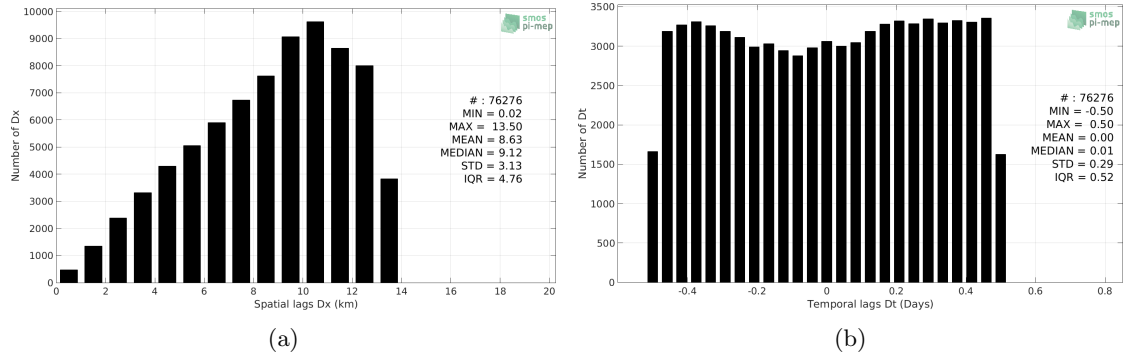 10000
9000
8000
7000
6000
5000
4000
3000
2000
1000
0
Number of Dx
0 2 4 6 8 10 12 14 16 18 20
Spatial lags Dx (km)
smos
pi-mep
# : 76276
MIN = 0.02
MAX = 13.50
MEAN = 8.63
MEDIAN = 9.12
STD = 3.13
IQR = 4.76
(a)
3500
3000
2500
2000
1500
1000
500
0
Number of Dt
-0.4 -0.2 0 0.2 0.4 0.6 0.8
Temporal lags Dt (Days)
smos
pi-mep
# : 76276
MIN = -0.50
MAX = 0.50
MEAN = 0.00
MEDIAN = 0.01
STD = 0.29
IQR = 0.52
(b)